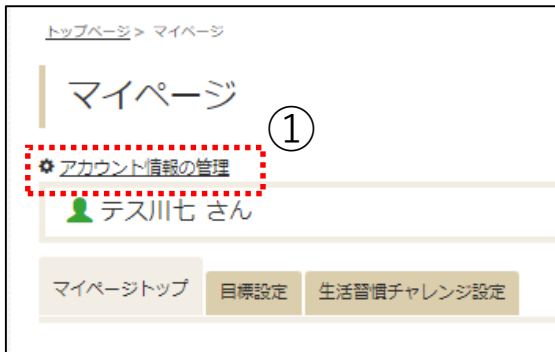 トップページ > マイページ
マイページ
①
アカウント情報の管理
テス川七 さん
マイページトップ 目標設定 生活習慣チャレンジ設定